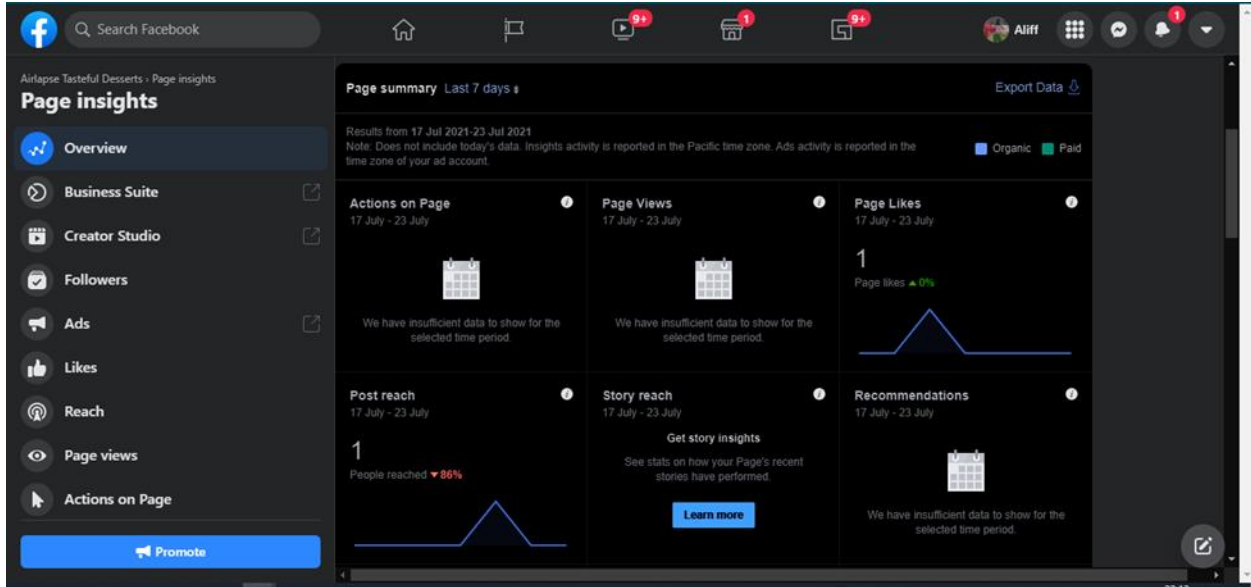 Search Facebook
9+
1
9+
Aliff
1
Airlapse Tasteful Desserts › Page insights
Page insights
Overview
Business Suite
Creator Studio
Followers
Ads
Likes
Reach
Page views
Actions on Page
Promote
Page summary Last 7 days
Export Data
Results from 17 Jul 2021-23 Jul 2021
Note: Does not include today's data. Insights activity is reported in the Pacific time zone. Ads activity is reported in the
time zone of your ad account.
Organic Paid
Actions on Page
17 July - 23 July
We have insufficient data to show for the
selected time period.
Page Views
17 July - 23 July
We have insufficient data to show for the
selected time period.
Page Likes
17 July - 23 July
1
Page likes ▲ 0%
Post reach
17 July - 23 July
1
People reached ▼ 86%
Story reach
17 July - 23 July
Get story insights
See stats on how your Page's recent
stories have performed.
Learn more
Recommendations
17 July - 23 July
We have insufficient data to show for the
selected time period.